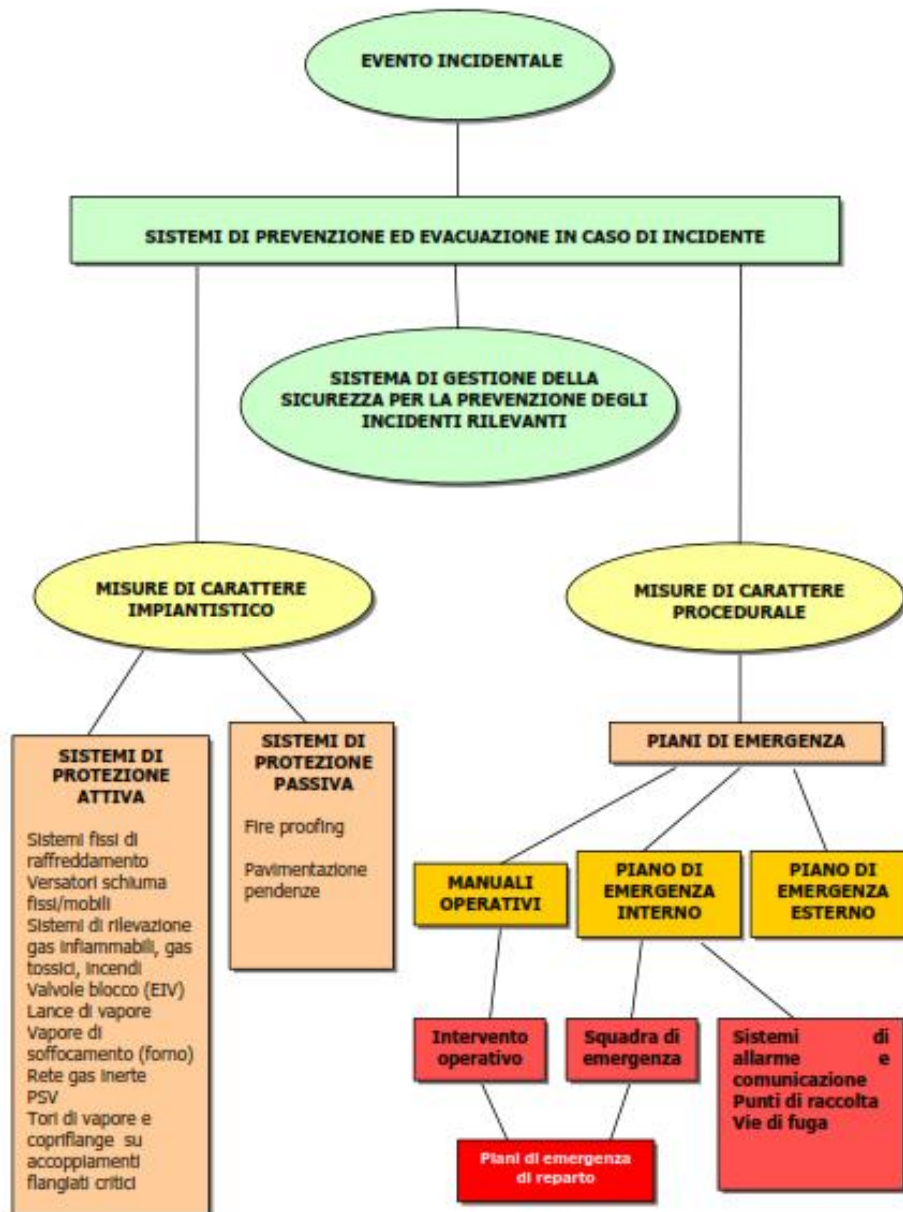 EVENTO INCIDENTALE
SISTEMI DI PREVENZIONE ED EVACUAZIONE IN CASO DI INCIDENTE
SISTEMA DI GESTIONE DELLA
SICUREZZA PER LA PREVENZIONE DEGLI
INCIDENTI RILEVANTI
MISURE DI CARATTERE
IMPIANTISTICO
MISURE DI CARATTERE
PROCEDURALE
SISTEMI DI
PROTEZIONE
ATTIVA
Sistemi fissi di
raffreddamento
Versatori schiuma
fissi/mobili
Sistemi di rilevazione
gas infiammabili, gas
tossici, incendi
Valvole blocco (EIV)
Lance di vapore
Vapore di
soffocamento (forno)
Rete gas inerte
PSV
Tori di vapore e
copriflange su
accoppiamenti
flangiati critici
SISTEMI DI
PROTEZIONE
PASSIVA
Fire proofing
Pavimentazione
pendenze
PIANI DI EMERGENZA
MANUALI
OPERATIVI
PIANO DI
EMERGENZA
INTERNO
PIANO DI
EMERGENZA
ESTERNO
Intervento
operativo
Squadra di
emergenza
Sistemi di
allarme e
comunicazione
Punti di raccolta
Vie di fuga
Piani di emergenza
di reparto